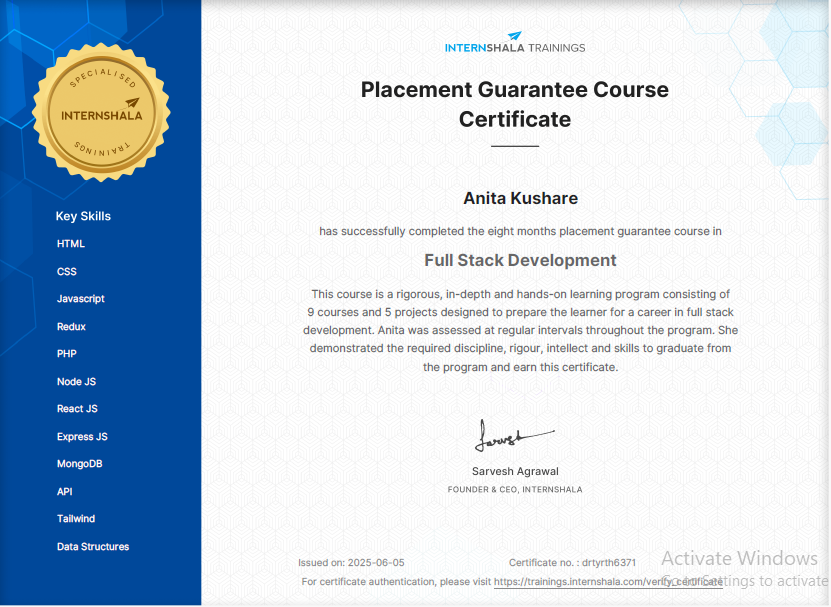 SPECIALISED
INTERNSHALA
TRAININGS
Key Skills
HTML
CSS
Javascript
Redux
PHP
Node JS
React JS
Express JS
MongoDB
API
Tailwind
Data Structures
INTERNSHALA TRAININGS
Placement Guarantee Course
Certificate
Anita Kushare
has successfully completed the eight months placement guarantee course in
Full Stack Development
This course is a rigorous, in-depth and hands-on learning program consisting of
9 courses and 5 projects designed to prepare the learner for a career in full stack
development. Anita was assessed at regular intervals throughout the program. She
demonstrated the required discipline, rigour, intellect and skills to graduate from
the program and earn this certificate.
Sarvesh
Sarvesh Agrawal
FOUNDER & CEO, INTERNSHALA
Issued on: 2025-06-05
Certificate no. : drtyrth6371
For certificate authentication, please visit https://trainings.internshala.com/verify_certificate
Activate Windows
Go to Settings to activate